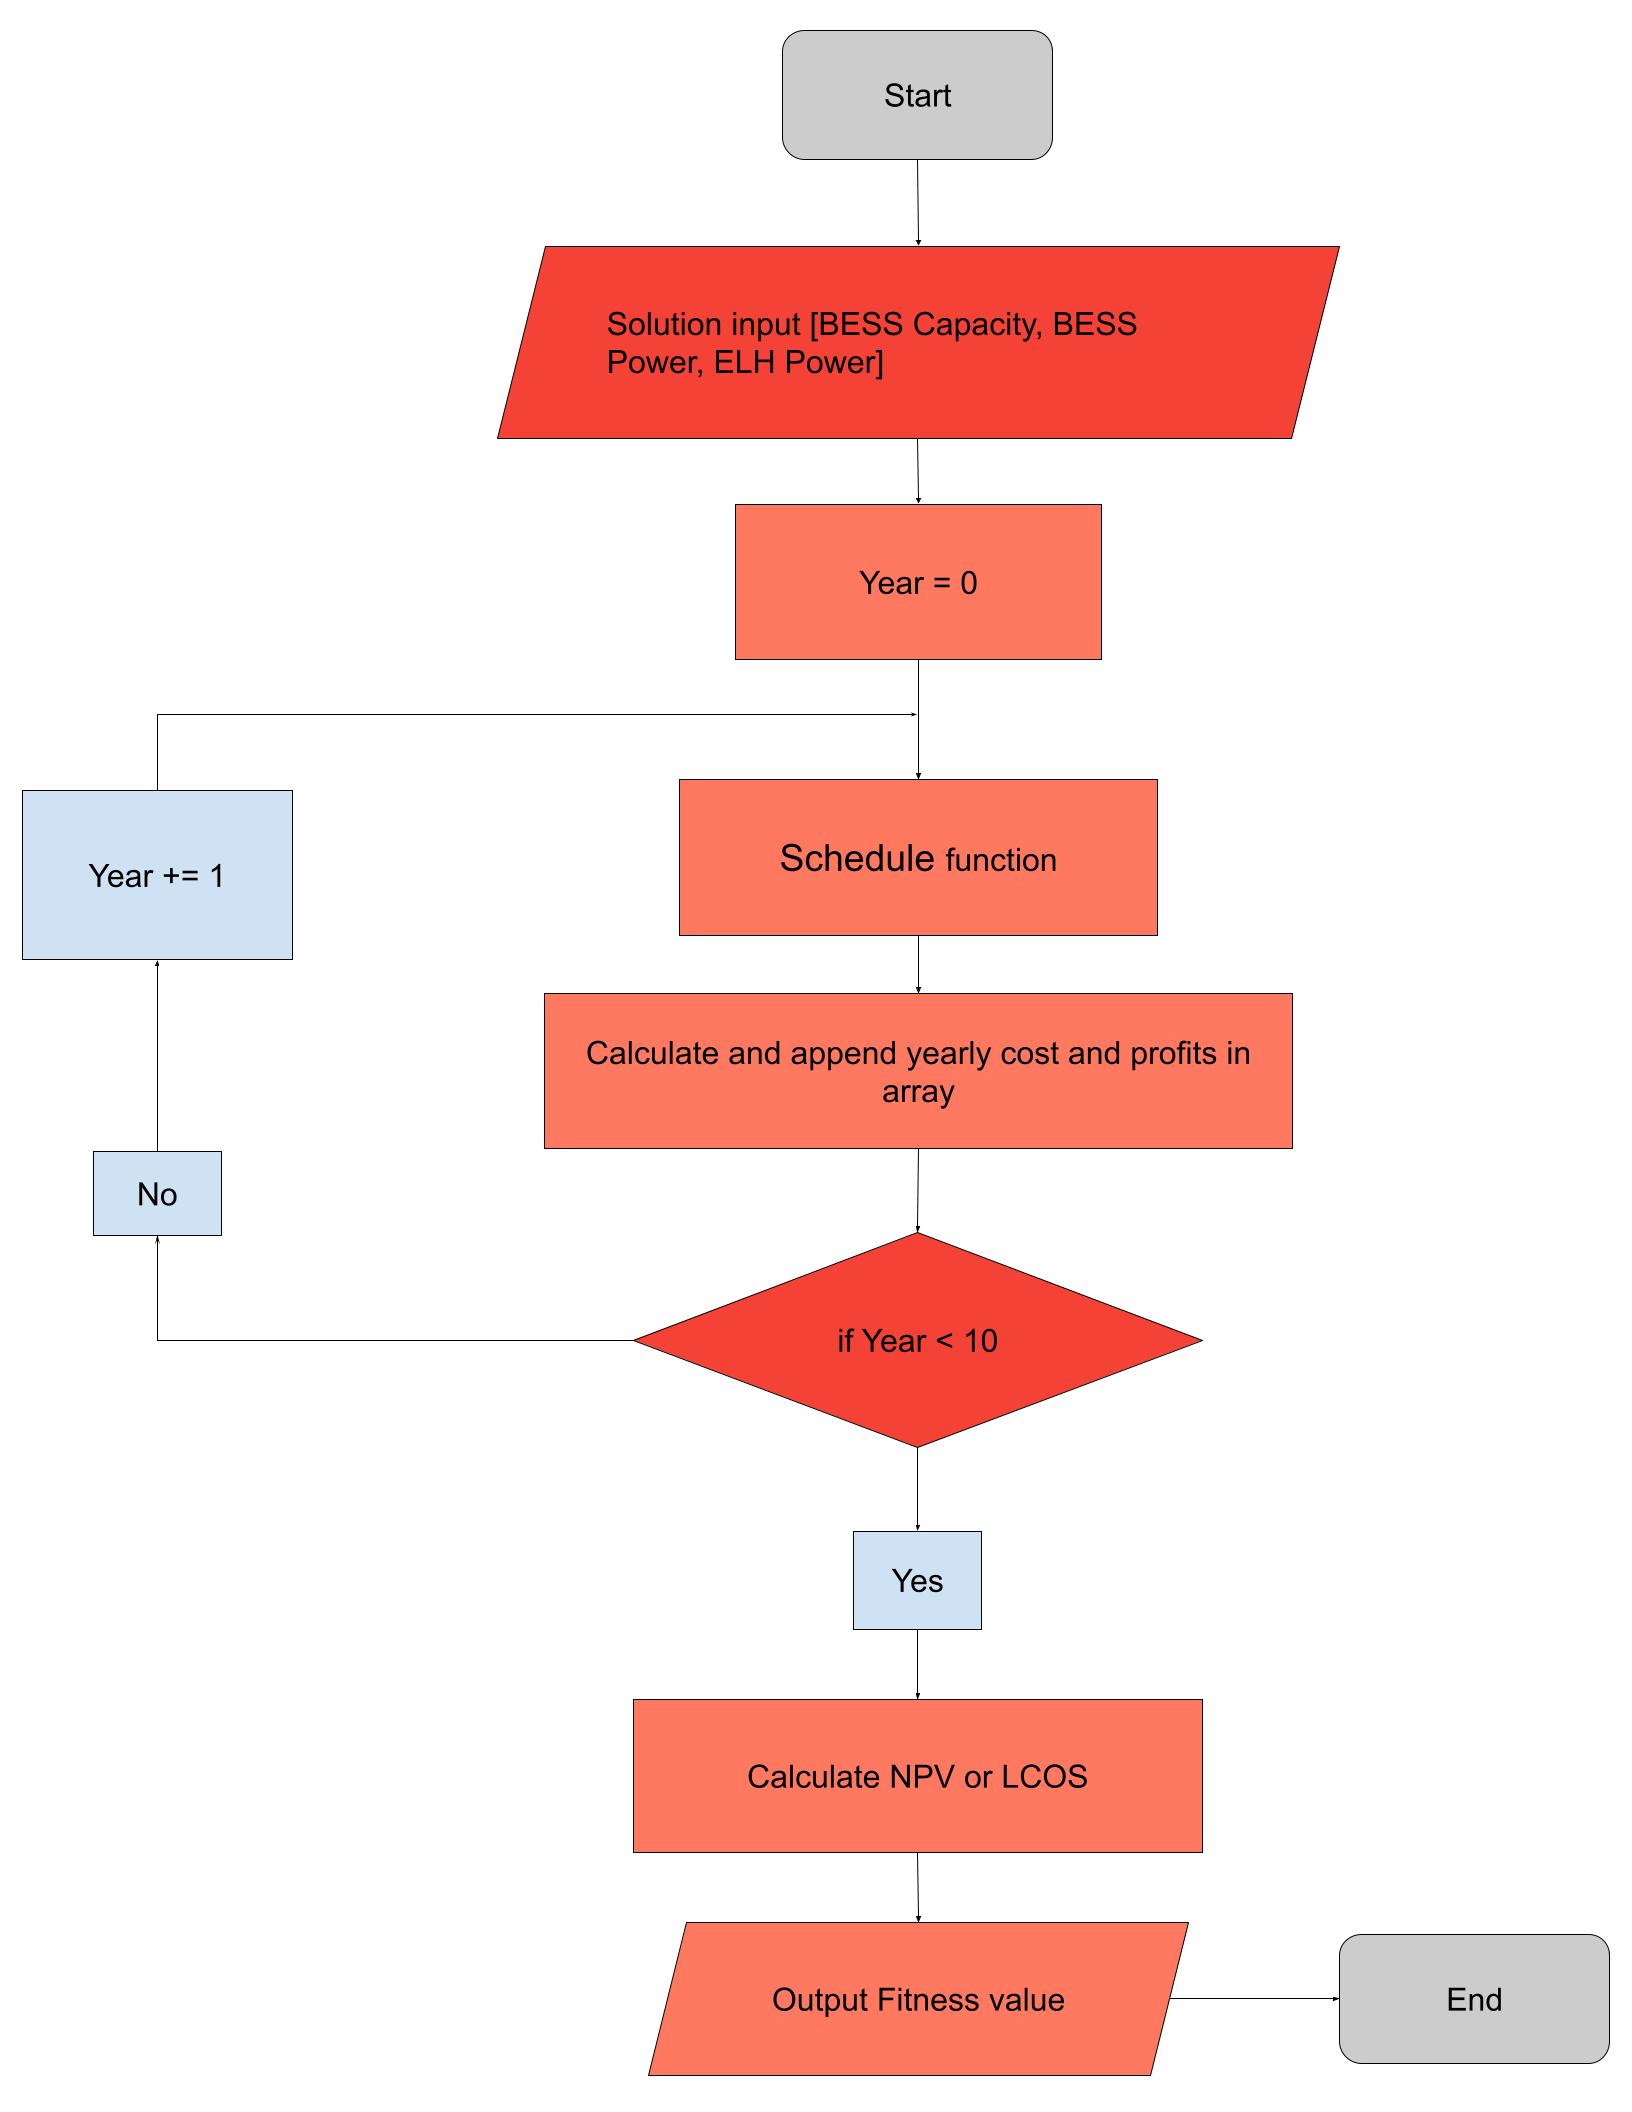 Start
Solution input [BESS Capacity, BESS
Power, ELH Power]
Year = 0
Schedule function
Year += 1
Calculate and append yearly cost and profits in
array
No
if Year < 10
Yes
Calculate NPV or LCOS
Output Fitness value
End